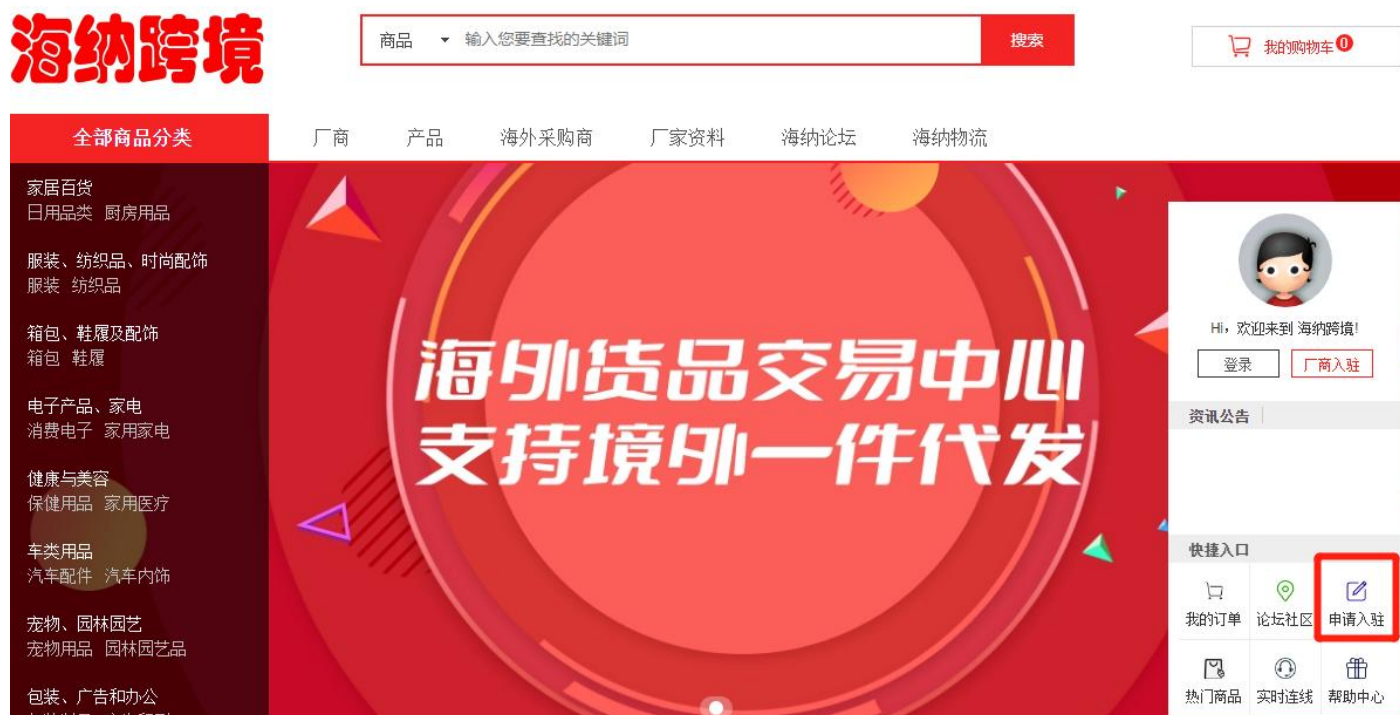 海纳跨境
商品 输入您要查找的关键词 搜索
我的购物车 0
全部商品分类 厂商 产品 海外采购商 厂家资料 海纳论坛 海纳物流
家居百货
日用品类 厨房用品
服装、纺织品、时尚配饰
服装 纺织品
箱包、鞋履及配饰
箱包 鞋履
电子产品、家电
消费电子 家用家电
健康与美容
保健用品 家用医疗
车类用品
汽车配件 汽车内饰
宠物、园林园艺
宠物用品 园林园艺品
包装、广告和办公
海外货品交易中心
支持境外一件代发
Hi，欢迎来到 海纳跨境!
登录 厂商入驻
资讯公告
快捷入口
我的订单 论坛社区 申请入驻
热门商品 实时连线 帮助中心